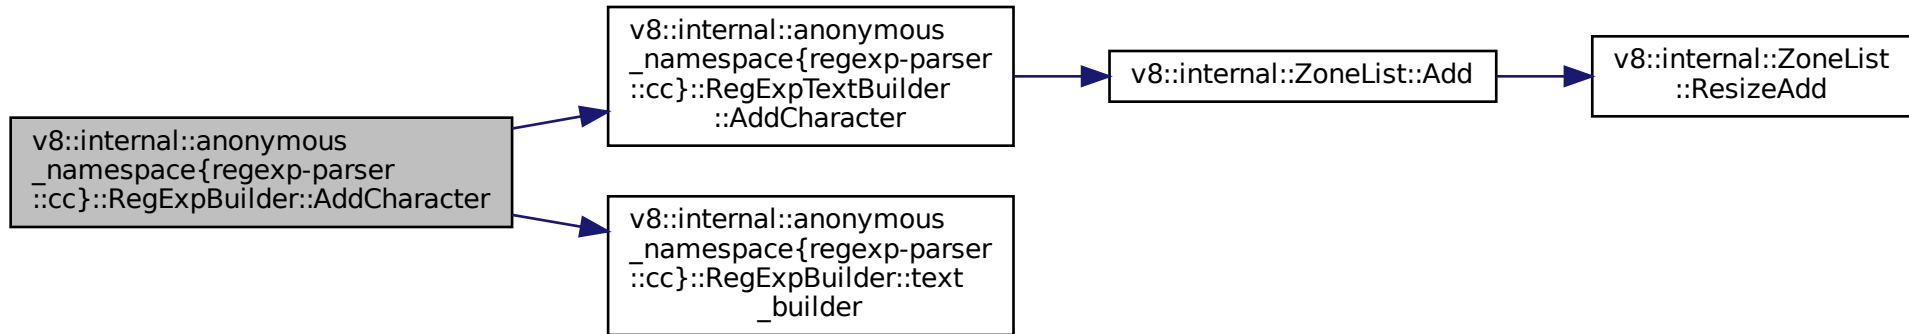 v8::internal::anonymous
_namespace{regexp-parser
::cc}::RegExpBuilder::AddCharacter
v8::internal::anonymous
_namespace{regexp-parser
::cc}::RegExpTextBuilder
::AddCharacter
v8::internal::ZoneList::Add
v8::internal::ZoneList
::ResizeAdd
v8::internal::anonymous
_namespace{regexp-parser
::cc}::RegExpBuilder::text
_builder